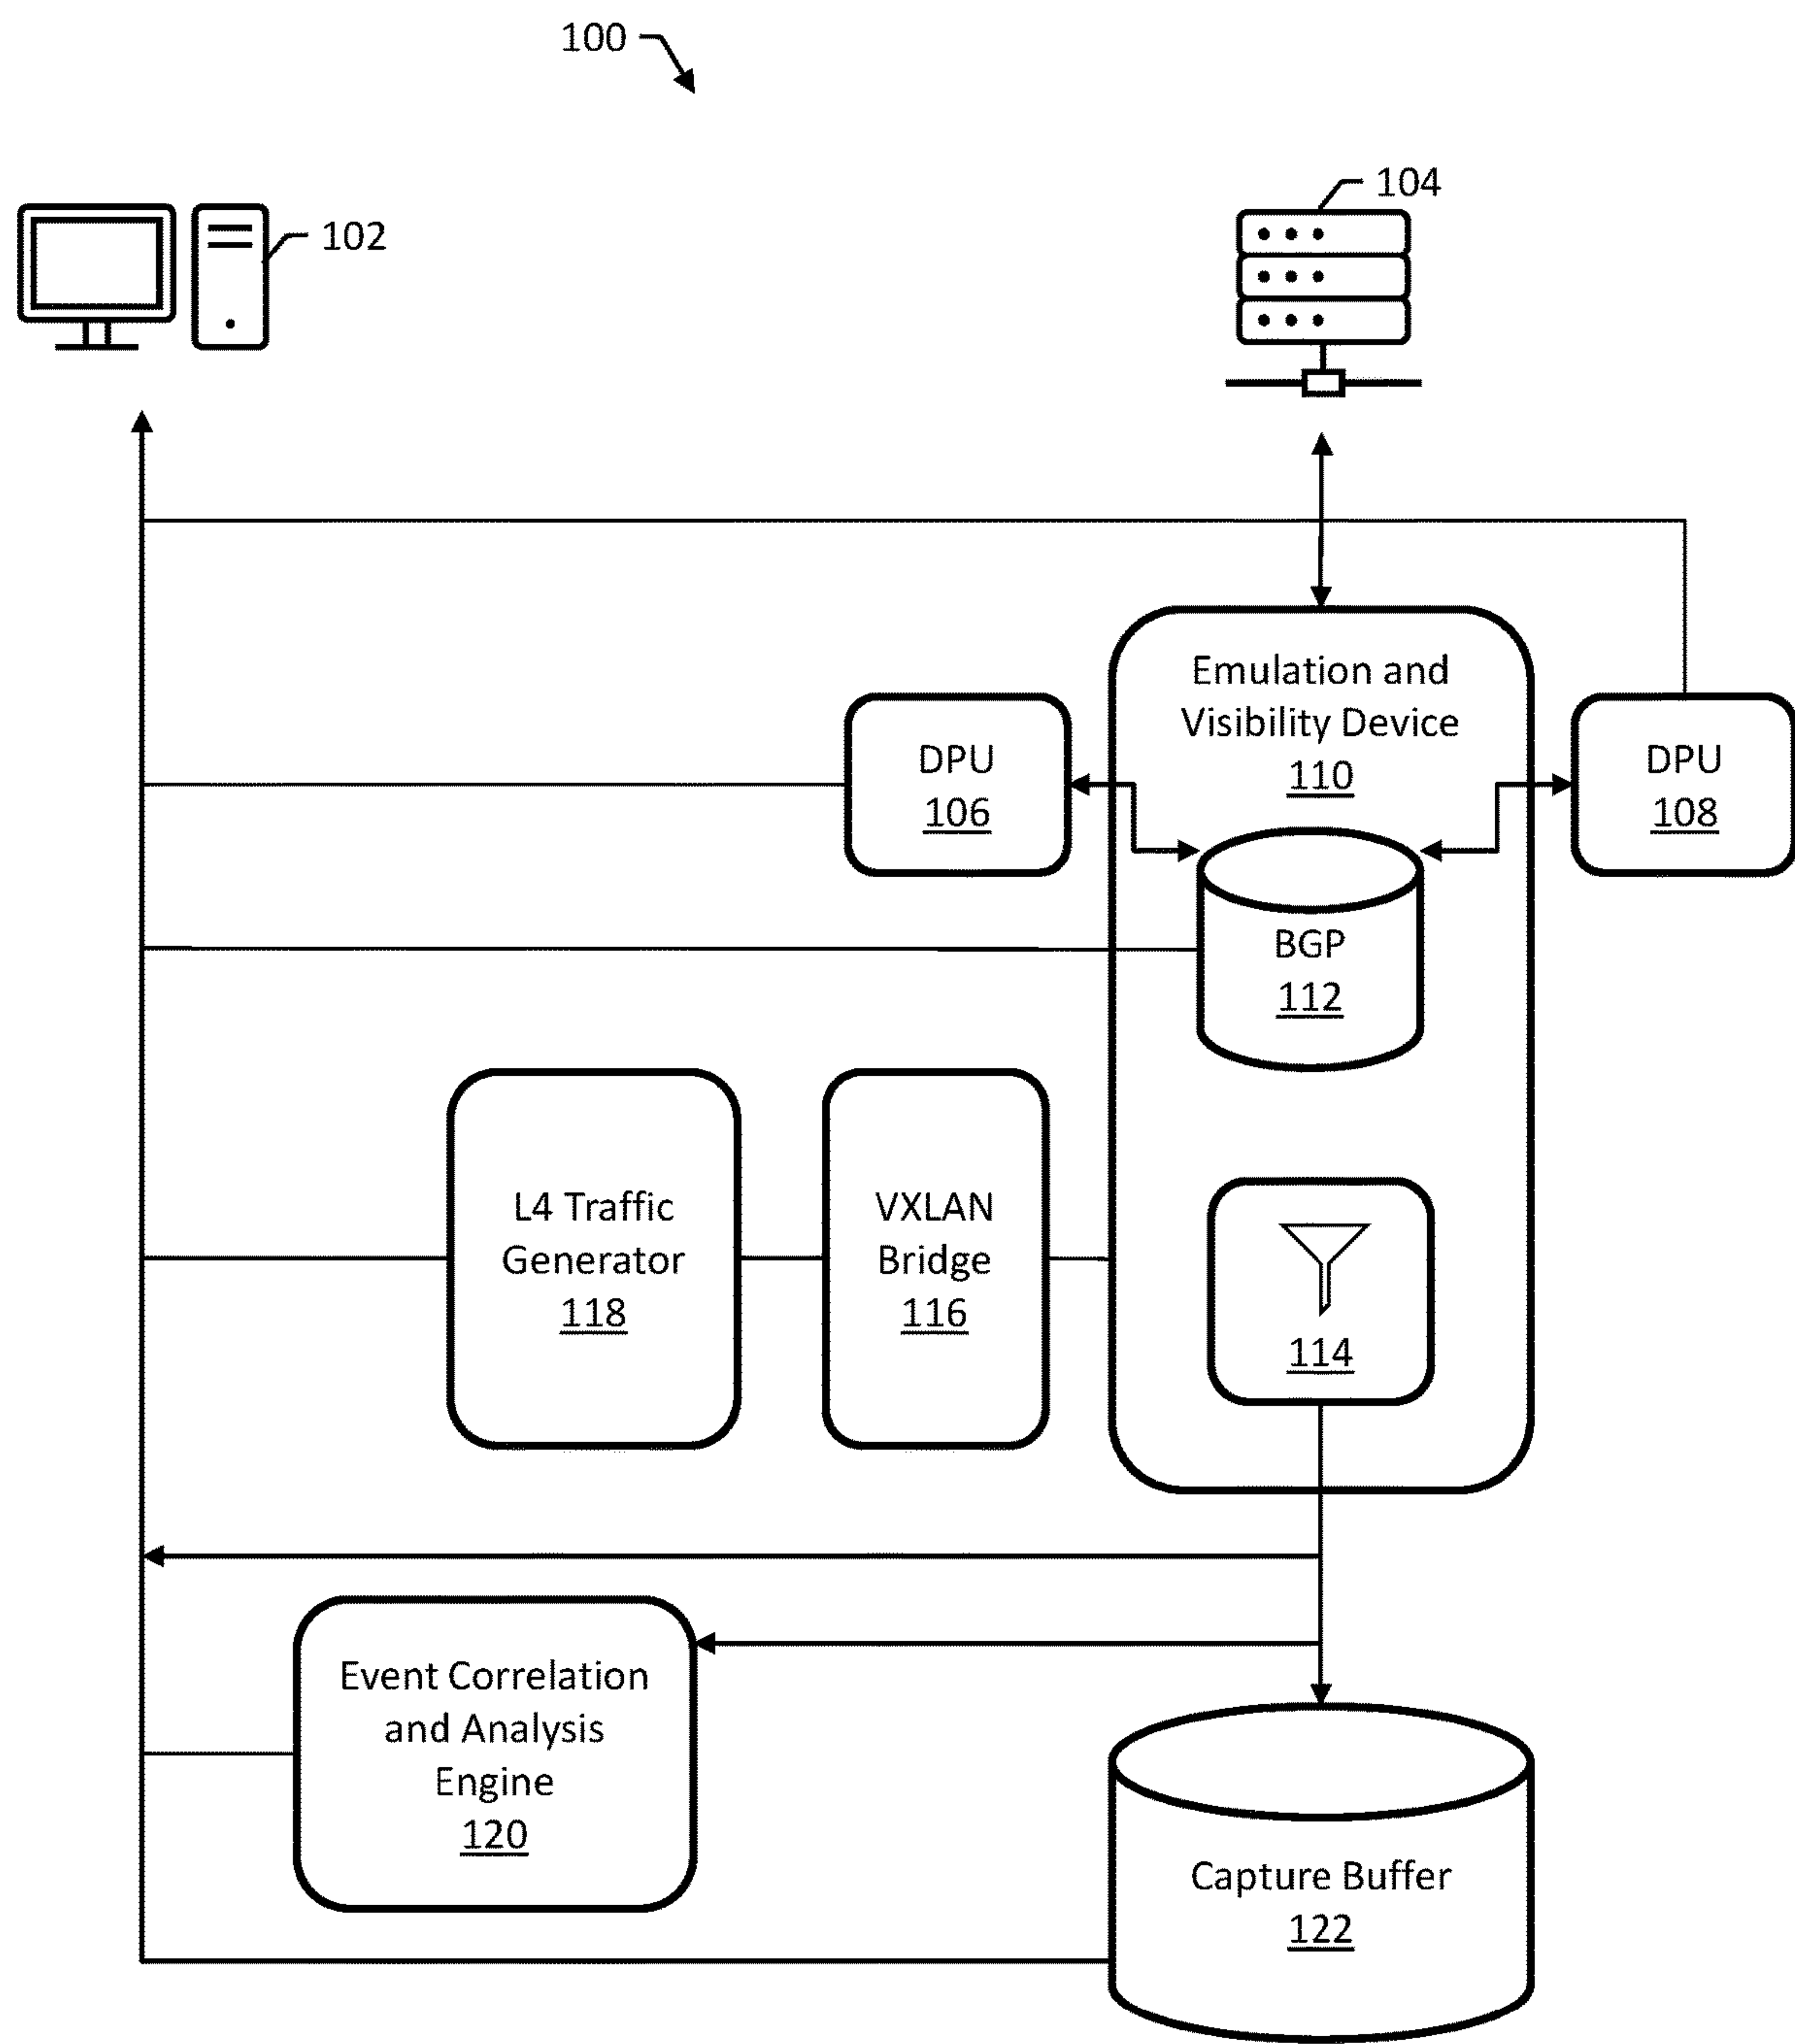 100
104
102
Emulation and
Visibility Device
110
DPU
106
DPU
108
BGP
112
L4 Traffic
Generator
118
VXLAN
Bridge
116
114
Event Correlation
and Analysis
Engine
120
Capture Buffer
122